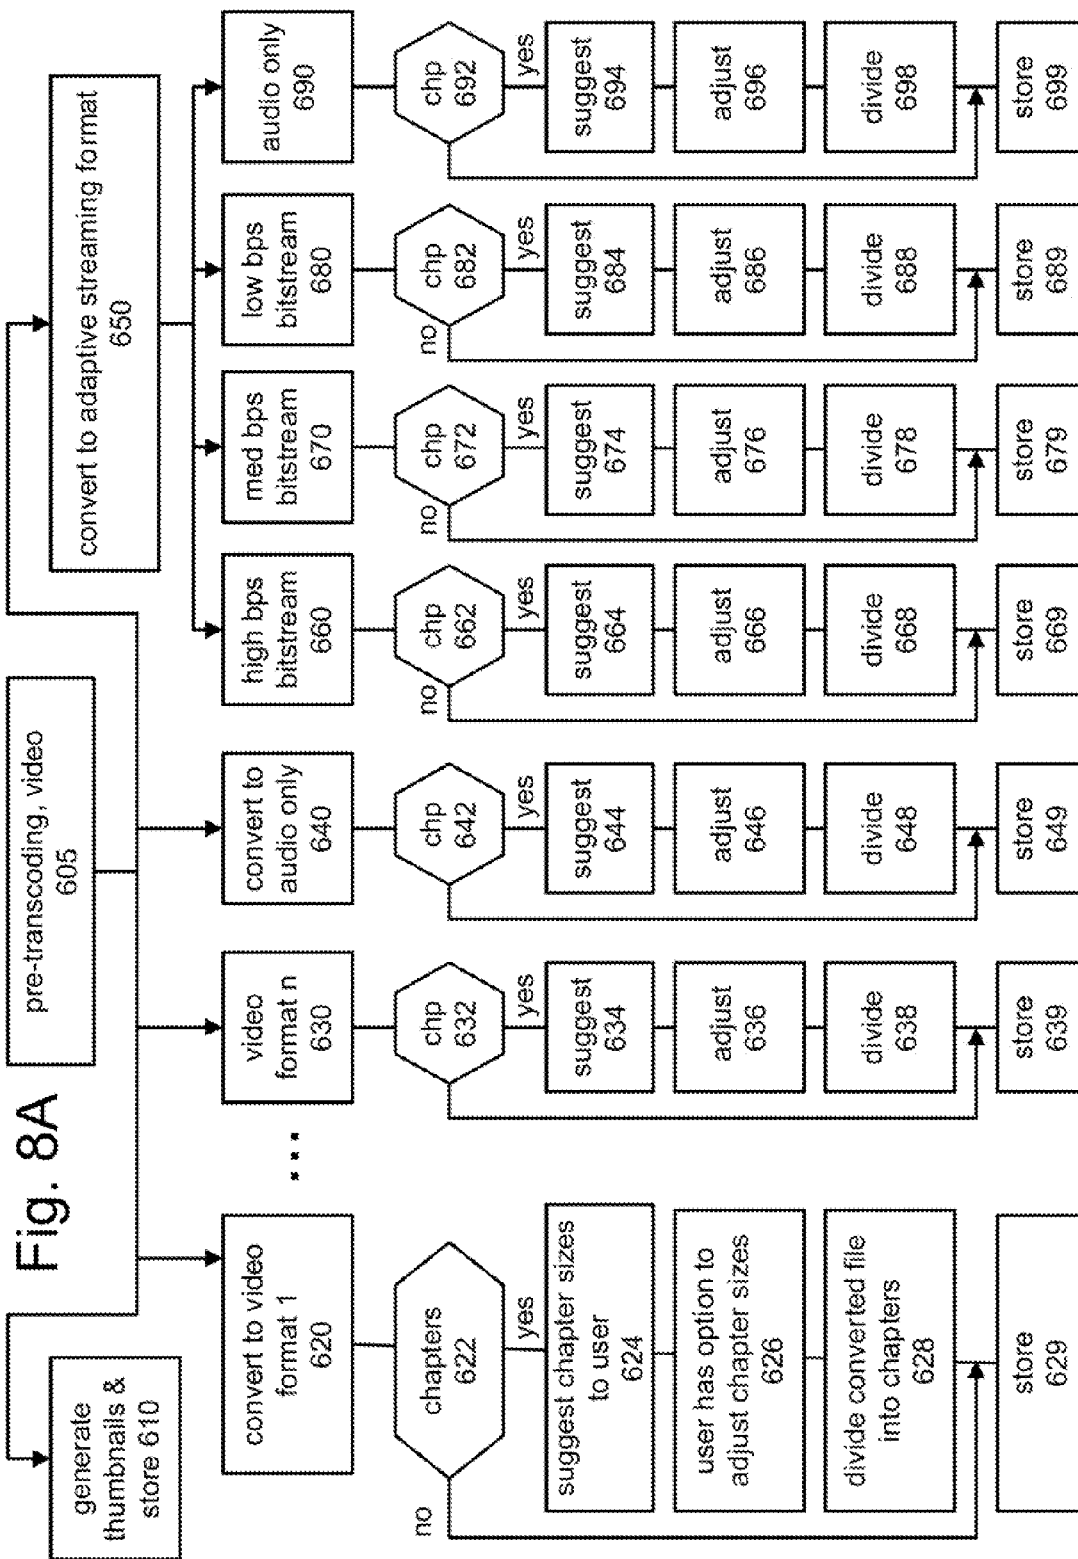 Fig. 8A
pre-transcoding, video
605
generate
thumbnails &
store 610
convert to adaptive streaming format
650
convert to video
format 1
620
...
video
format n
630
convert to
audio only
640
high bps
bitstream
660
med bps
bitstream
670
low bps
bitstream
680
audio only
690
no
chapters
622
yes
chp
632
yes
chp
642
yes
no
chp
662
yes
no
chp
672
yes
no
chp
682
yes
chp
692
yes
suggest chapter sizes
to user
624
suggest
634
suggest
644
suggest
664
suggest
674
suggest
684
suggest
694
user has option to
adjust chapter sizes
626
adjust
636
adjust
646
adjust
666
adjust
676
adjust
686
adjust
696
divide converted file
into chapters
628
divide
638
divide
648
divide
668
divide
678
divide
688
divide
698
store
629
store
639
store
649
store
669
store
679
store
689
store
699